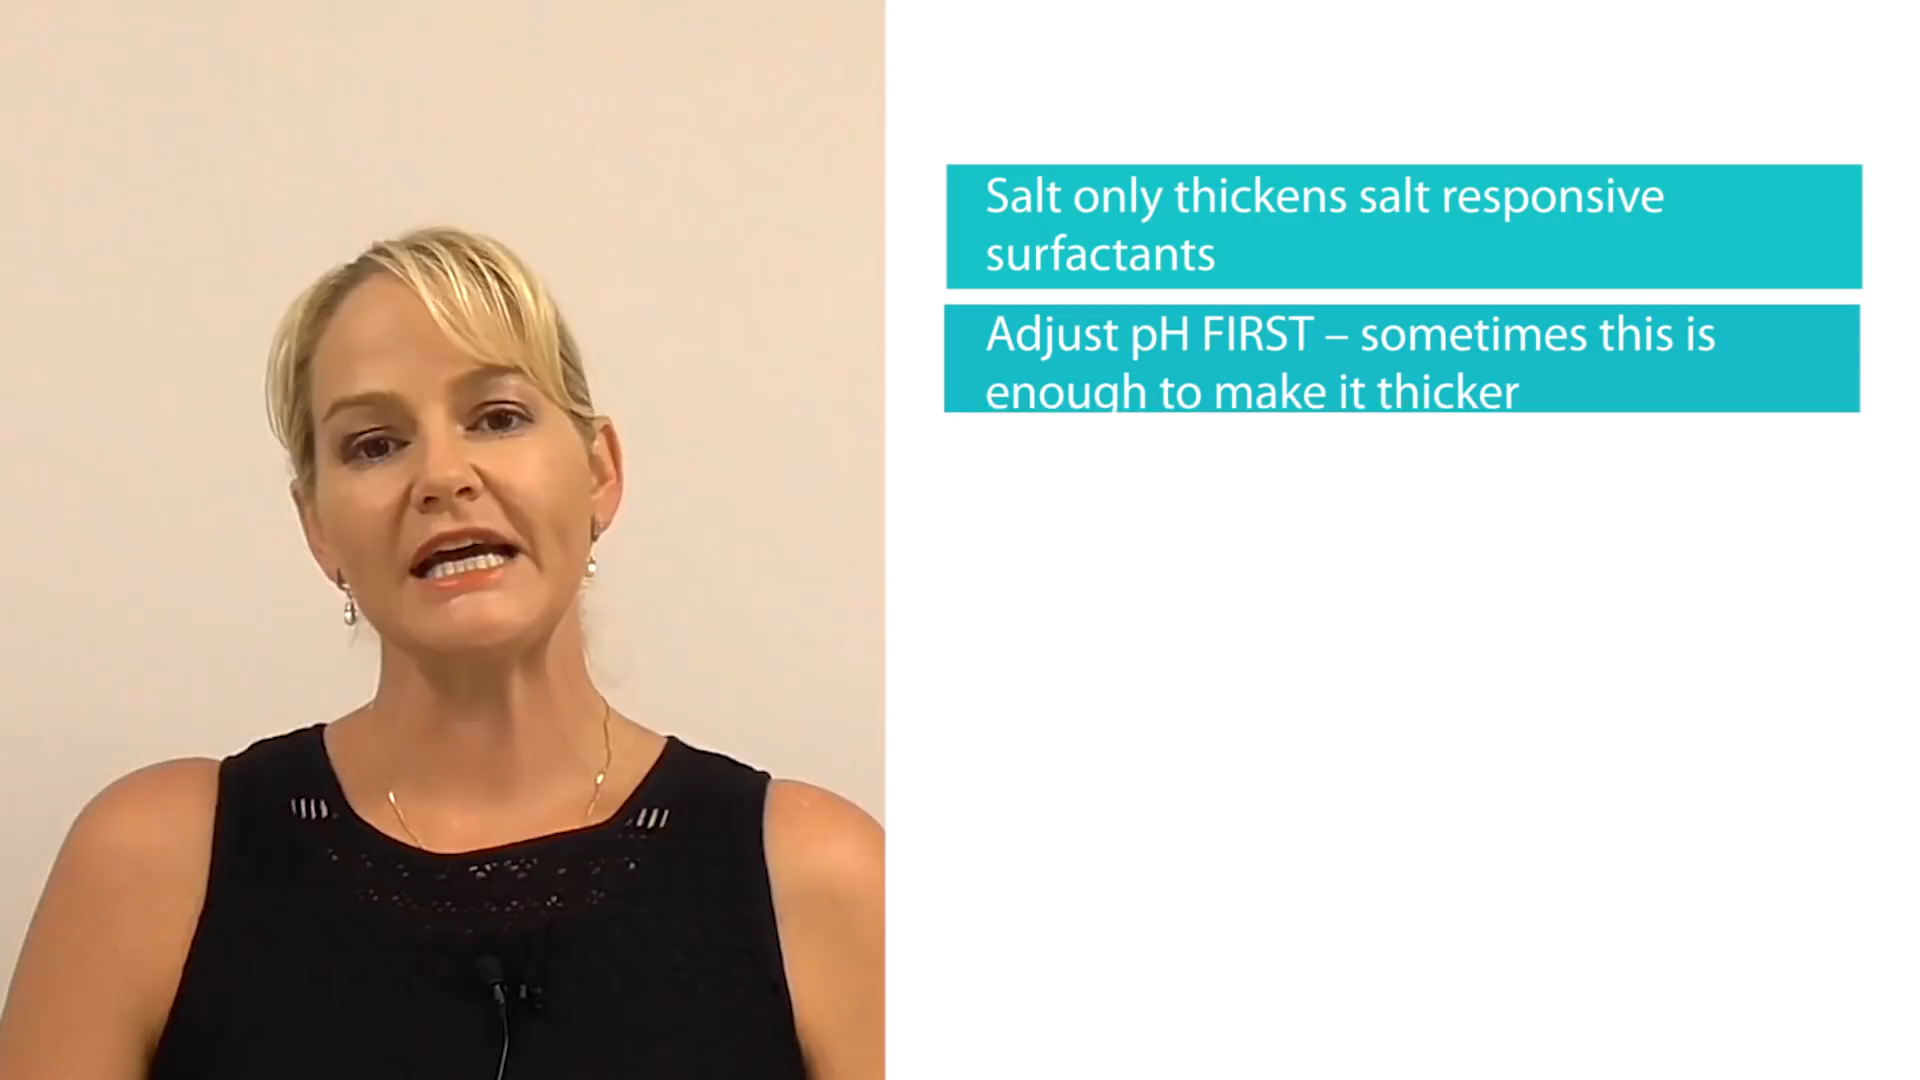 Salt only thickens salt responsive
surfactants
Adjust pH FIRST – sometimes this is
enough to make it thicker